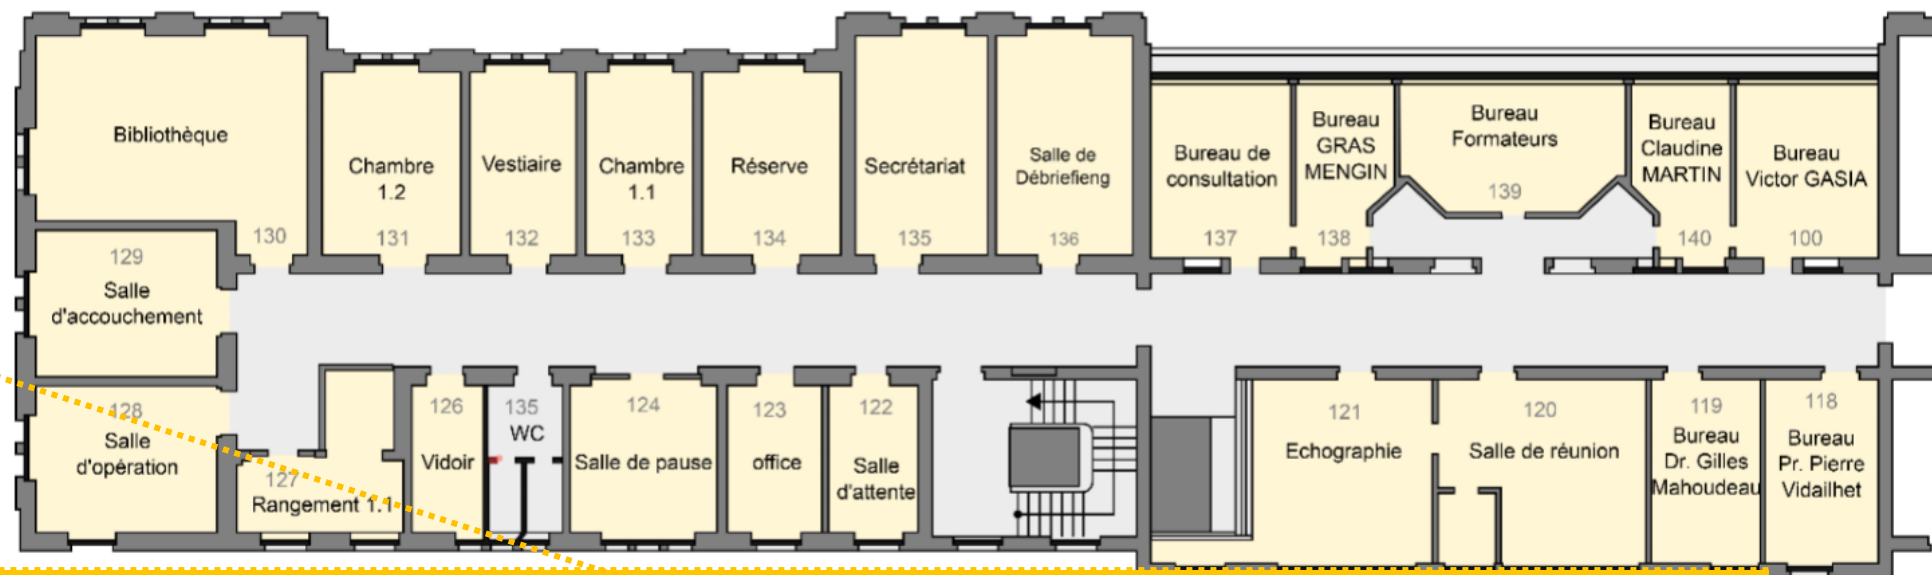 Bibliothèque
130
Chambre
1.2
131
Vestiaire
132
Chambre
1.1
133
Réserve
134
Secrétariat
135
Salle de
Débriefieng
136
Bureau de
consultation
137
Bureau
GRAS
MENGIN
138
Bureau
Formateurs
139
Bureau
Claudine
MARTIN
140
Bureau
Victor GASIA
100
129
Salle
d'accouchement
128
Salle
d'opération
127
Rangement 1.1
126
Vidoir
135
WC
124
Salle de pause
123
office
122
Salle
d'attente
121
Echographie
120
Salle de réunion
119
Bureau
Dr. Gilles
Mahoudeau
118
Bureau
Pr. Pierre
Vidailhet